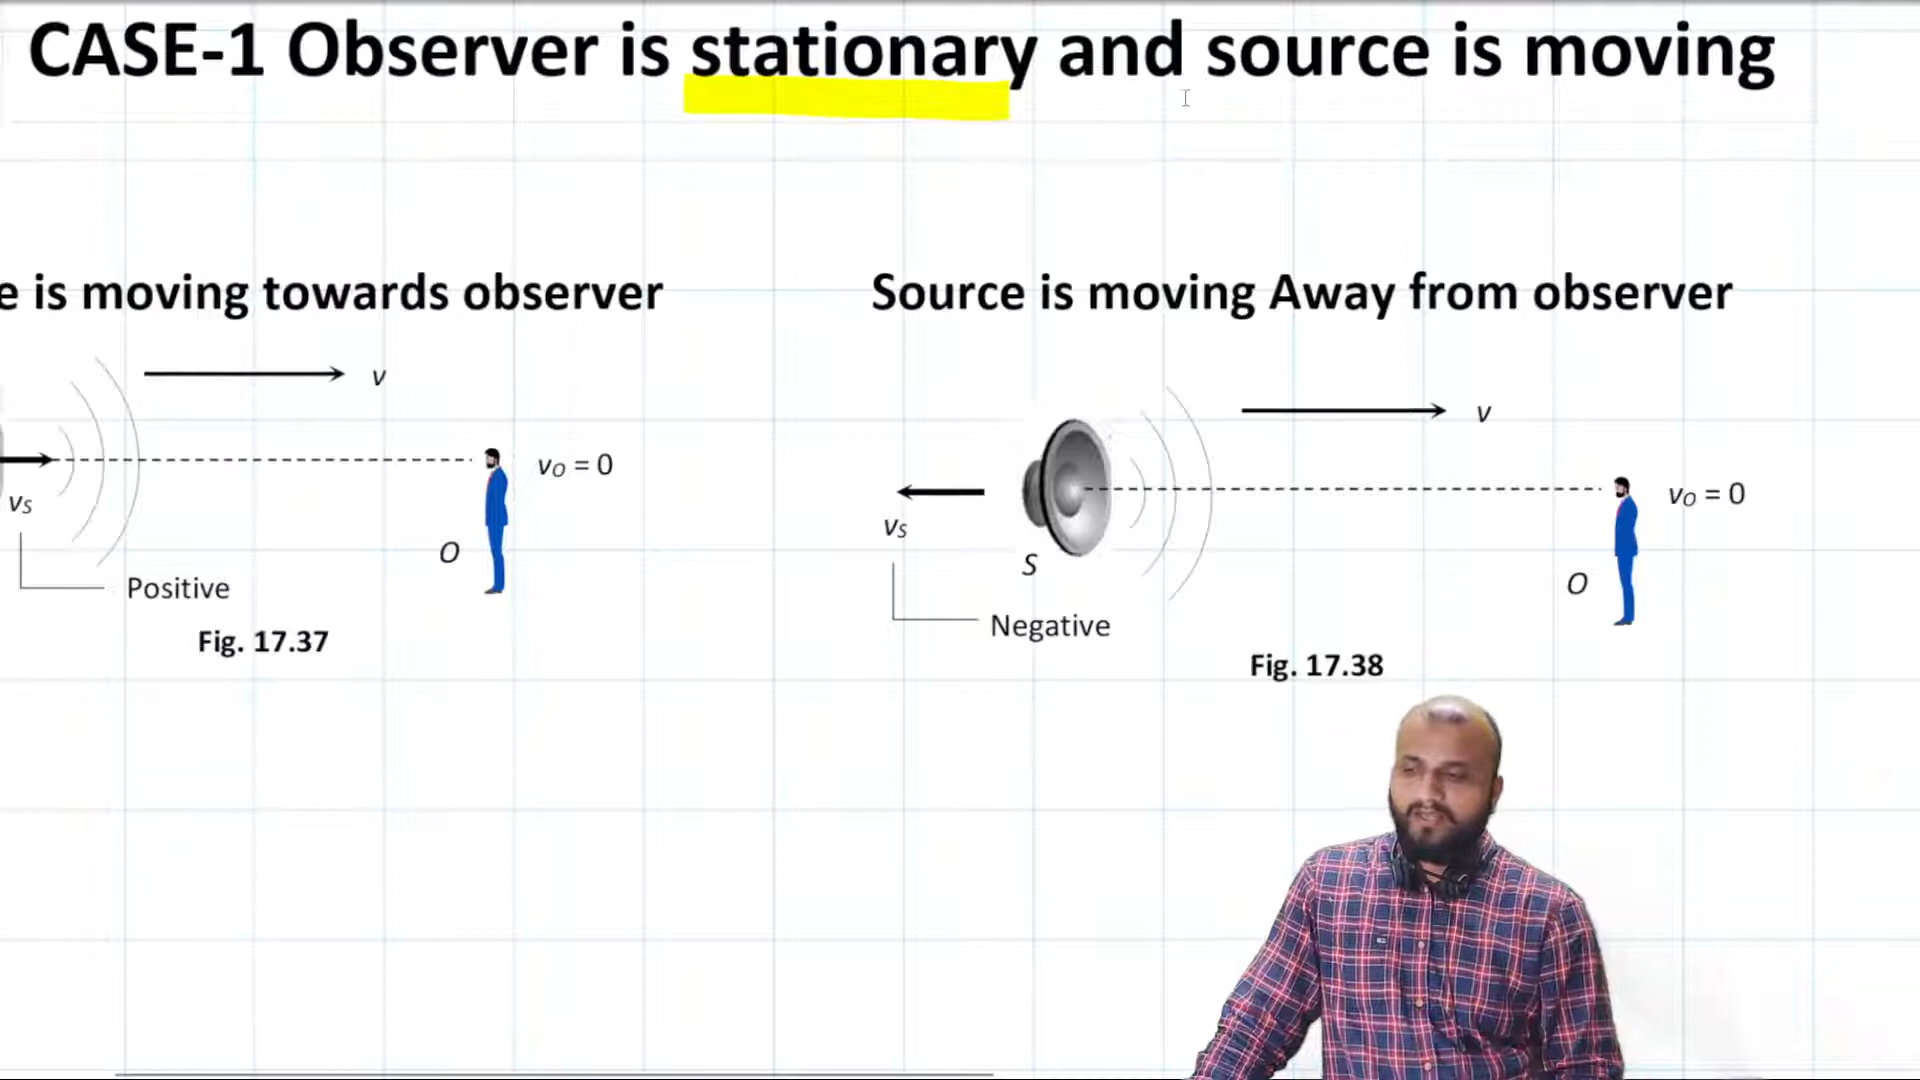 CASE-1 Observer is stationary and source is moving
e is moving towards observer
v
vO = 0
vS
O
Positive
Fig. 17.37
Source is moving Away from observer
v
vO = 0
vS
S
O
Negative
Fig. 17.38